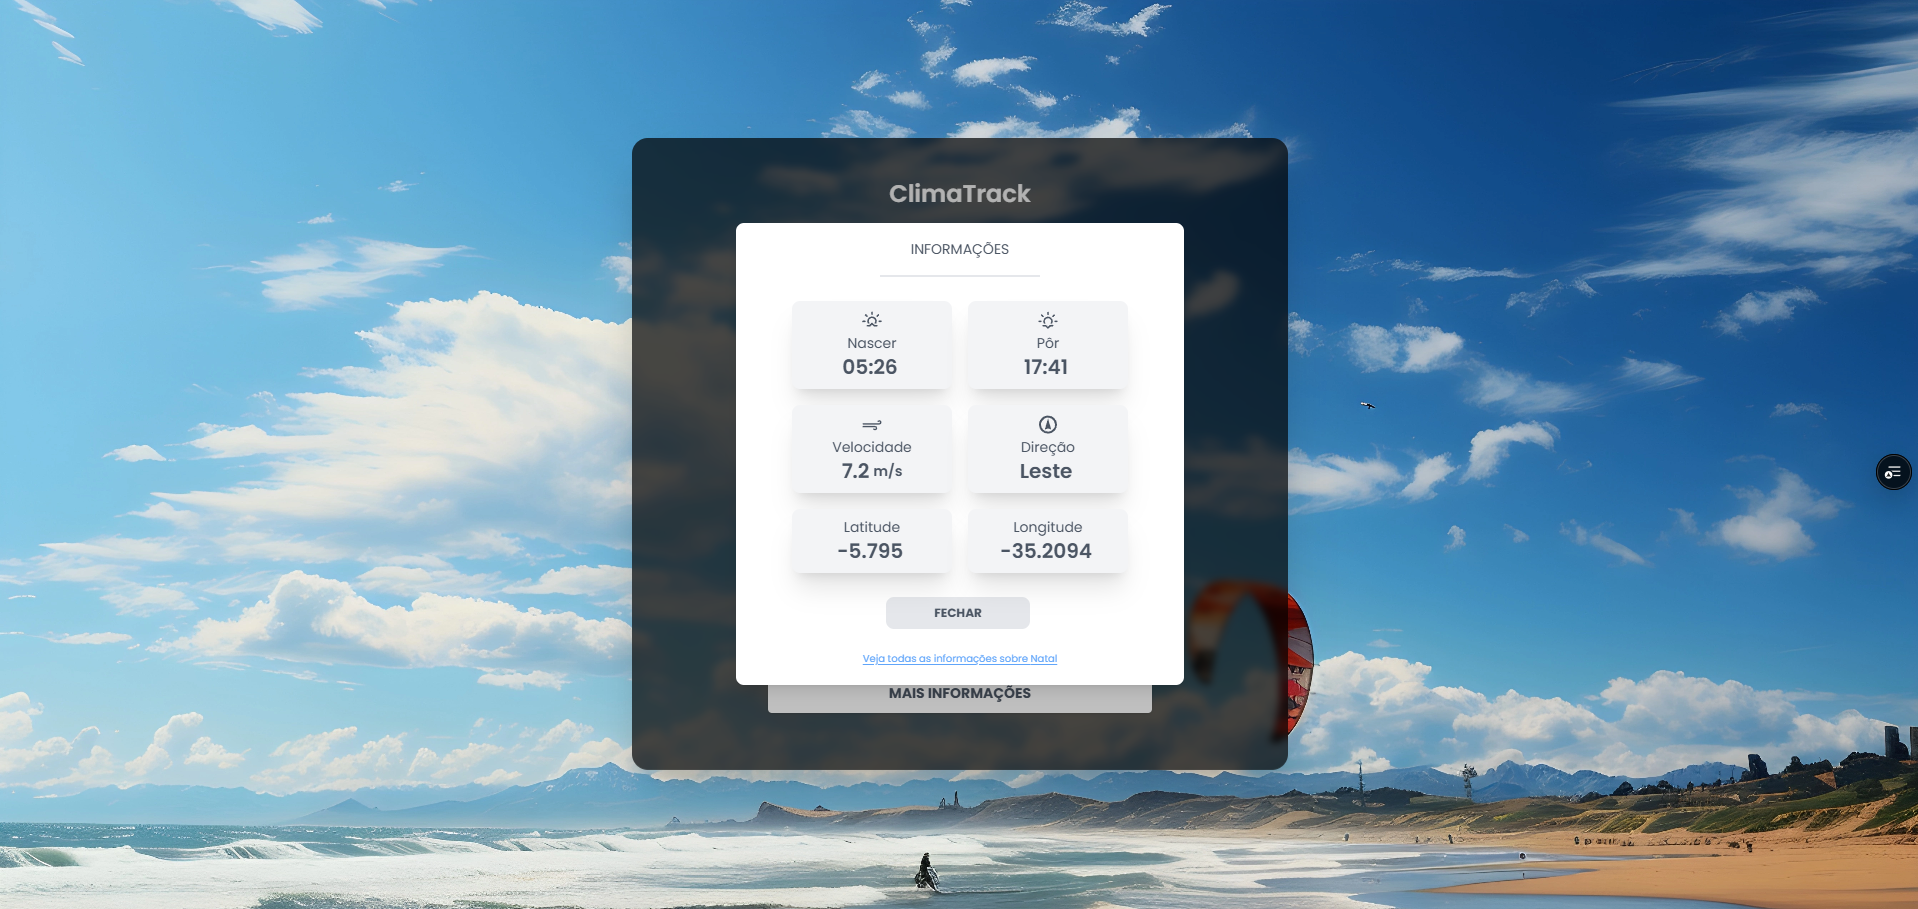 ClimaTrack
INFORMAÇÕES
Nascer
05:26
Pôr
17:41
Velocidade
7.2 m/s
Direção
Leste
Latitude
-5.795
Longitude
-35.2094
FECHAR
Veja todas as informações sobre Natal
MAIS INFORMAÇÕES